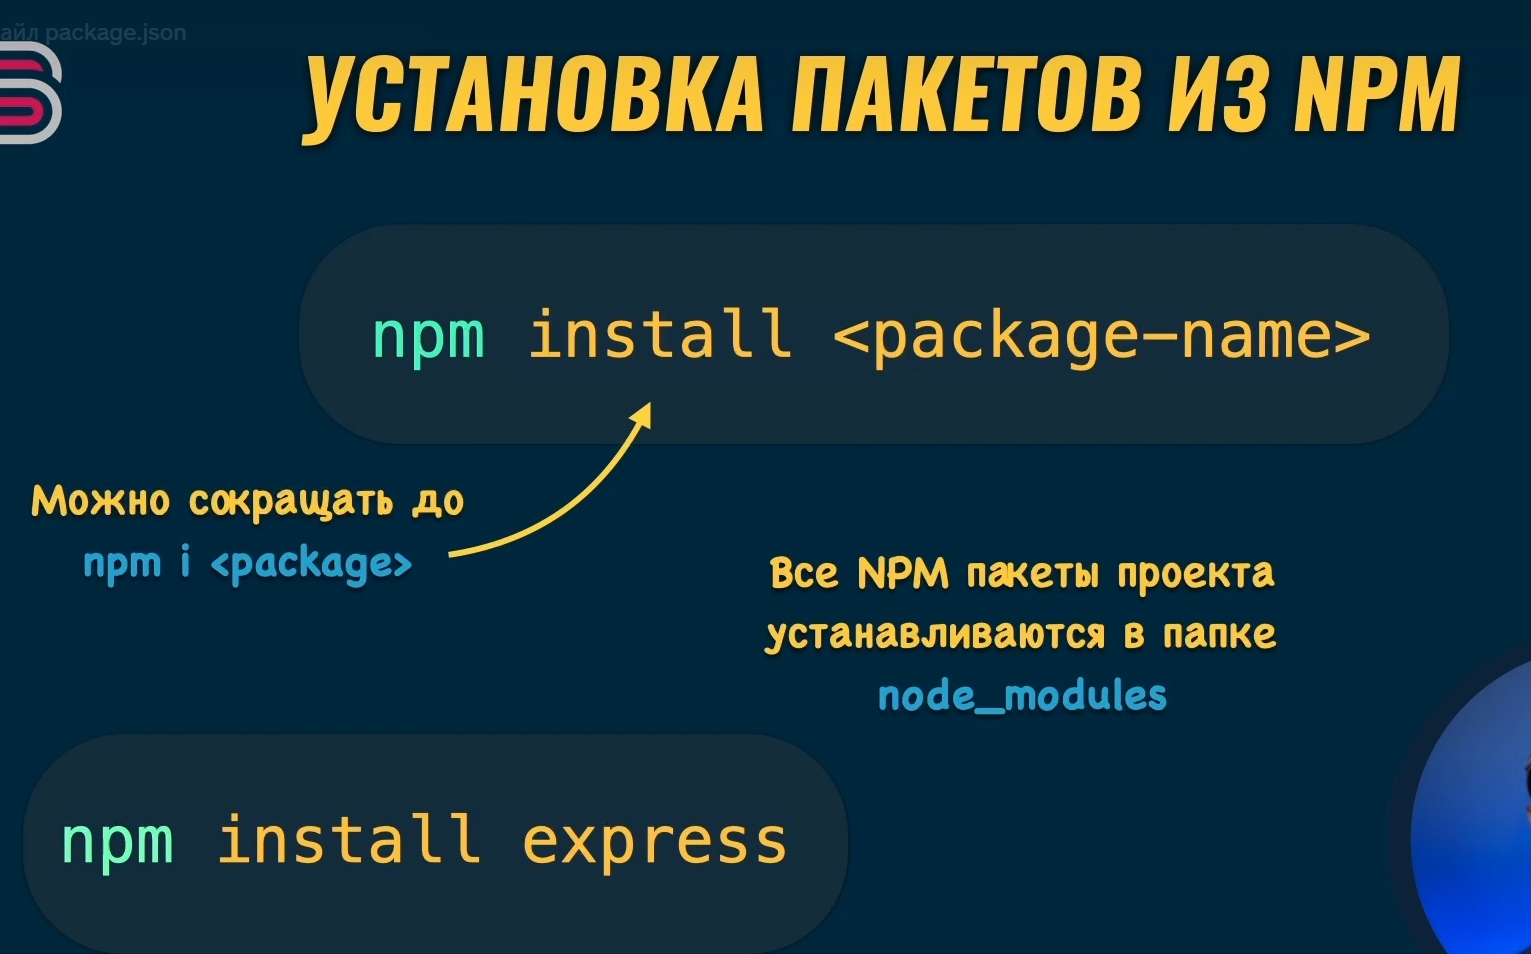 айл package.json
УСТАНОВКА ПАКЕТОВ ИЗ NPM
npm install <package-name>
Можно сокращать до
npm i <package>
Все NPM пакеты проекта
устанавливаются в папке
node_modules
npm install express